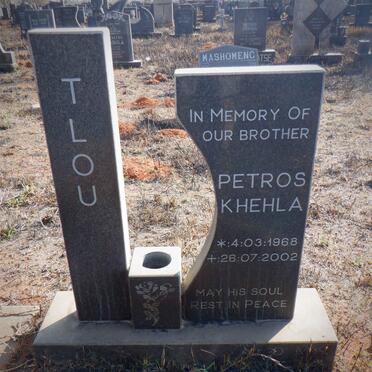 TLOU
MASHOMENG
IN MEMORY OF
OUR BROTHER
PETROS
KHEHLA
*4:03:1968
+26:07:2002
MAY HIS SOUL
REST IN PEACE